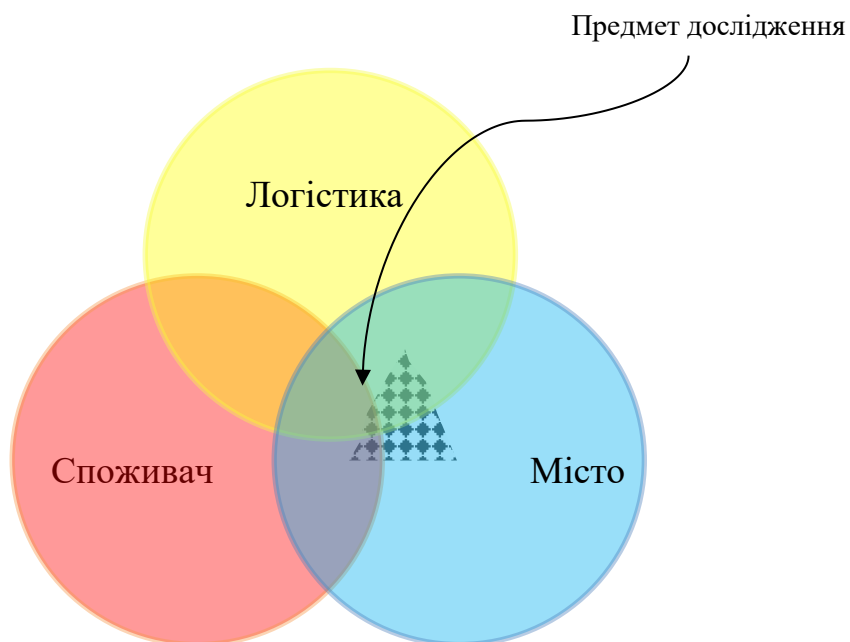 Предмет дослідження
Логістика
Споживач
Місто